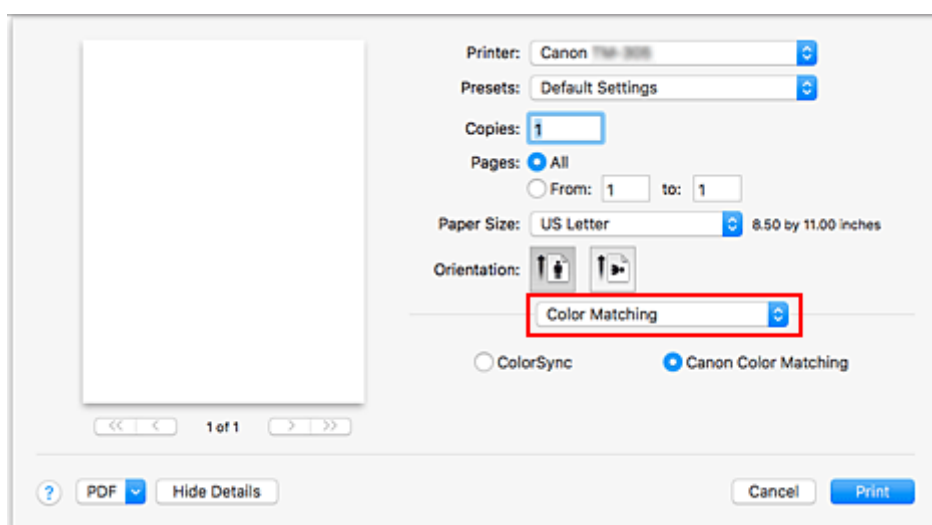 Printer: Canon
Presets: Default Settings
Copies: 1
Pages: All
From: 1 to: 1
Paper Size: US Letter 8.50 by 11.00 inches
Orientation:
Color Matching
ColorSync Canon Color Matching
<< < 1 of 1 > >>
? PDF Hide Details Cancel Print